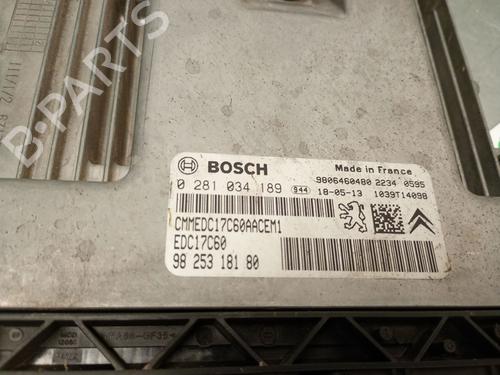 B-PARTS
BOSCH
Made in France
9806460480 2234 0595
0 281 034 189 944 18-05-13 1039T14098
CMMEDC17C60AACEM1
EDC17C60
98 253 181 80